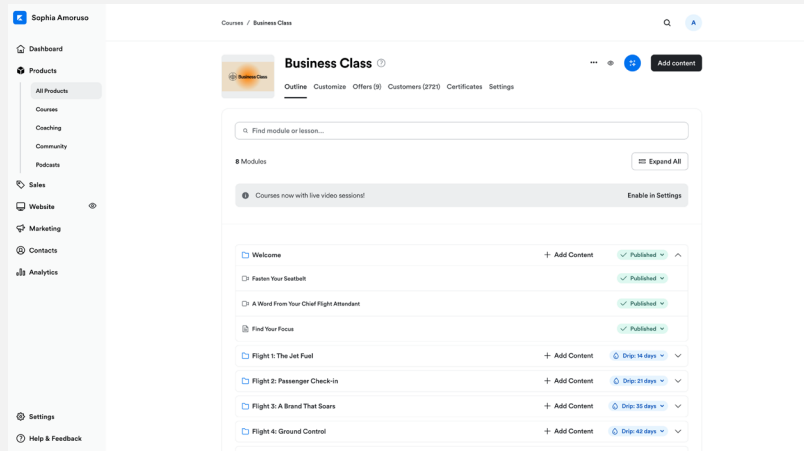 Sophia Amoruso
Courses / Business Class
A
Dashboard
Products
All Products
Courses
Coaching
Community
Podcasts
Sales
Website
Marketing
Contacts
Analytics
Settings
Help & Feedback
Business Class
Business Class
Add content
Outline Customize Offers (9) Customers (2721) Certificates Settings
Find module or lesson...
8 Modules Expand All
Courses now with live video sessions! Enable in Settings
Welcome + Add Content Published
Fasten Your Seatbelt Published
A Word From Your Chief Flight Attendant Published
Find Your Focus Published
Flight 1: The Jet Fuel + Add Content Drip: 14 days
Flight 2: Passenger Check-in + Add Content Drip: 21 days
Flight 3: A Brand That Soars + Add Content Drip: 35 days
Flight 4: Ground Control + Add Content Drip: 42 days